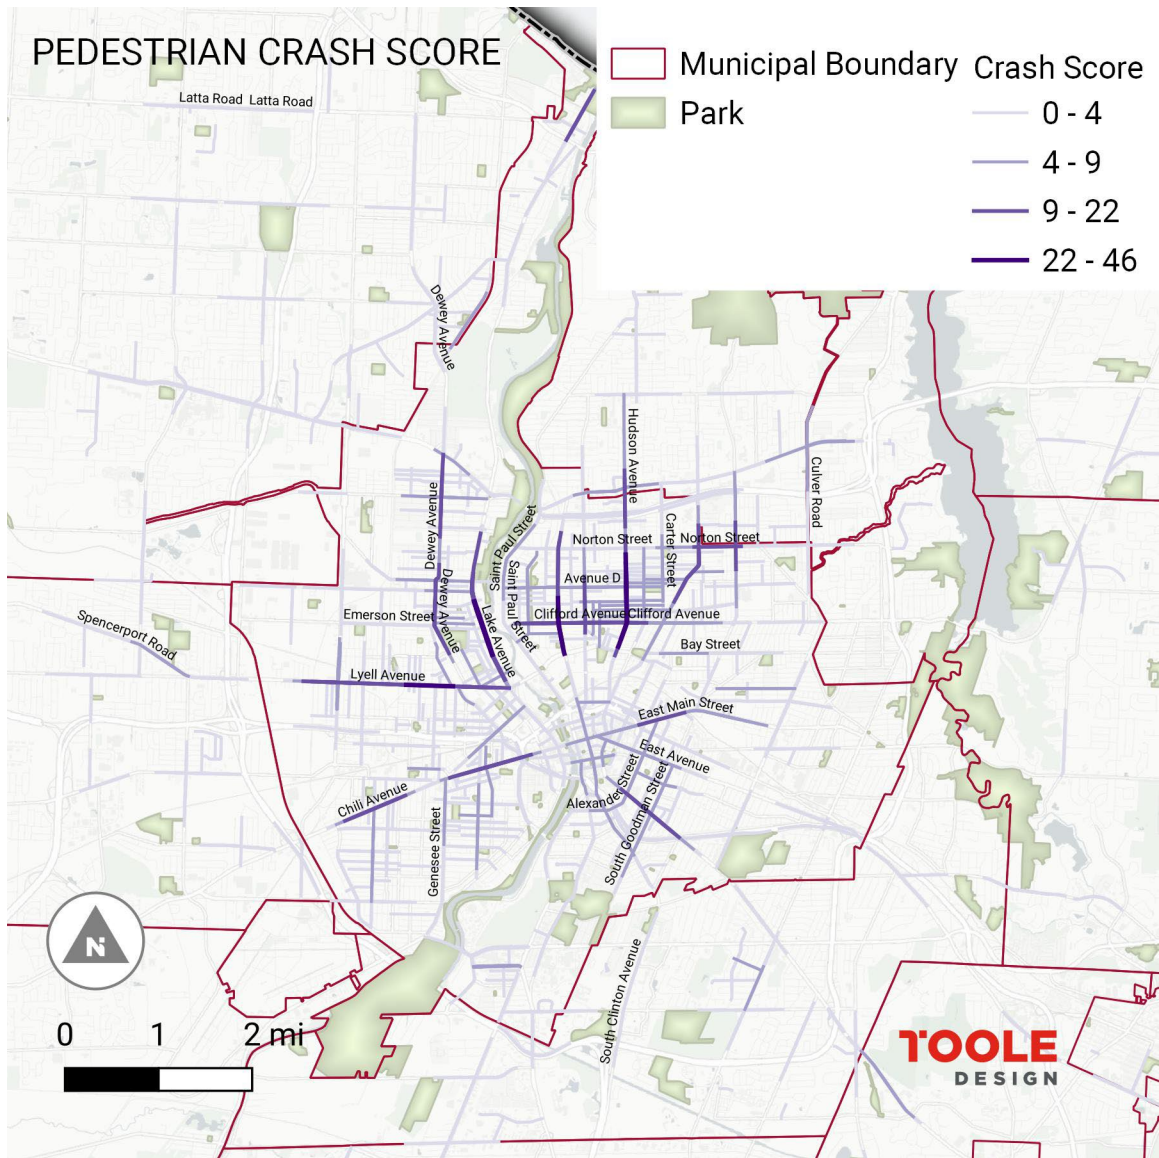 PEDESTRIAN CRASH SCORE
Municipal Boundary
Park
Crash Score
0 - 4
4 - 9
9 - 22
22 - 46
Latta Road Latta Road
Dewey Avenue
Hudson Avenue
Culver Road
Dewey Avenue
Saint Paul Street
Norton Street
Carter Street
Norton Street
Avenue D
Saint Paul Street
Dewey Avenue
Emerson Street
Lake Avenue
Clifford Avenue
Clifford Avenue
Spencerport Road
Bay Street
Lyell Avenue
East Main Street
East Avenue
Chili Avenue
Alexander Street
South Goodman Street
Genesee Street
South Clinton Avenue
N
0 1 2 mi
TOOLE
DESIGN